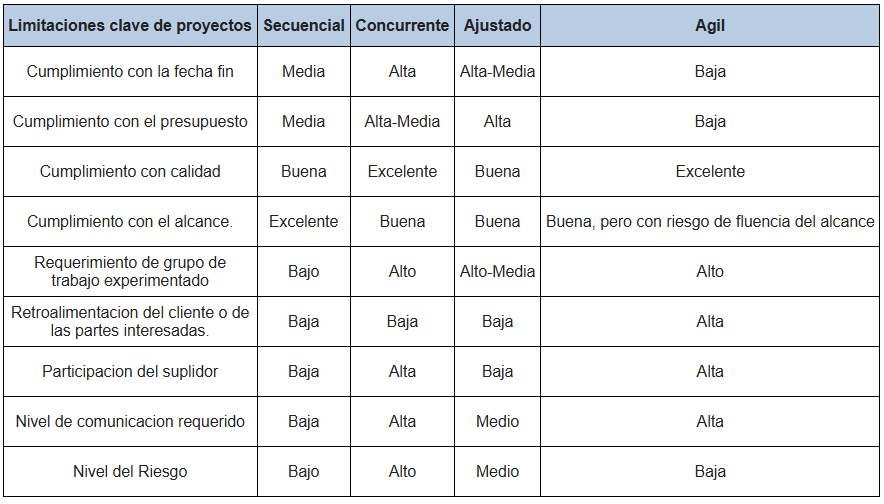 Limitaciones clave de proyectos Secuencial Concurrente Ajustado Agil
Cumplimiento con la fecha fin Media Alta Alta-Media Baja
Cumplimiento con el presupuesto Media Alta-Media Alta Baja
Cumplimiento con calidad Buena Excelente Buena Excelente
Cumplimiento con el alcance. Excelente Buena Buena Buena, pero con riesgo de fluencia del alcance
Requerimiento de grupo de
trabajo experimentado Bajo Alto Alto-Media Alto
Retroalimentacion del cliente o de
las partes interesadas. Baja Baja Baja Alta
Participacion del suplidor Baja Alta Baja Alta
Nivel de comunicacion requerido Baja Alta Medio Alta
Nivel del Riesgo Bajo Alto Medio Baja